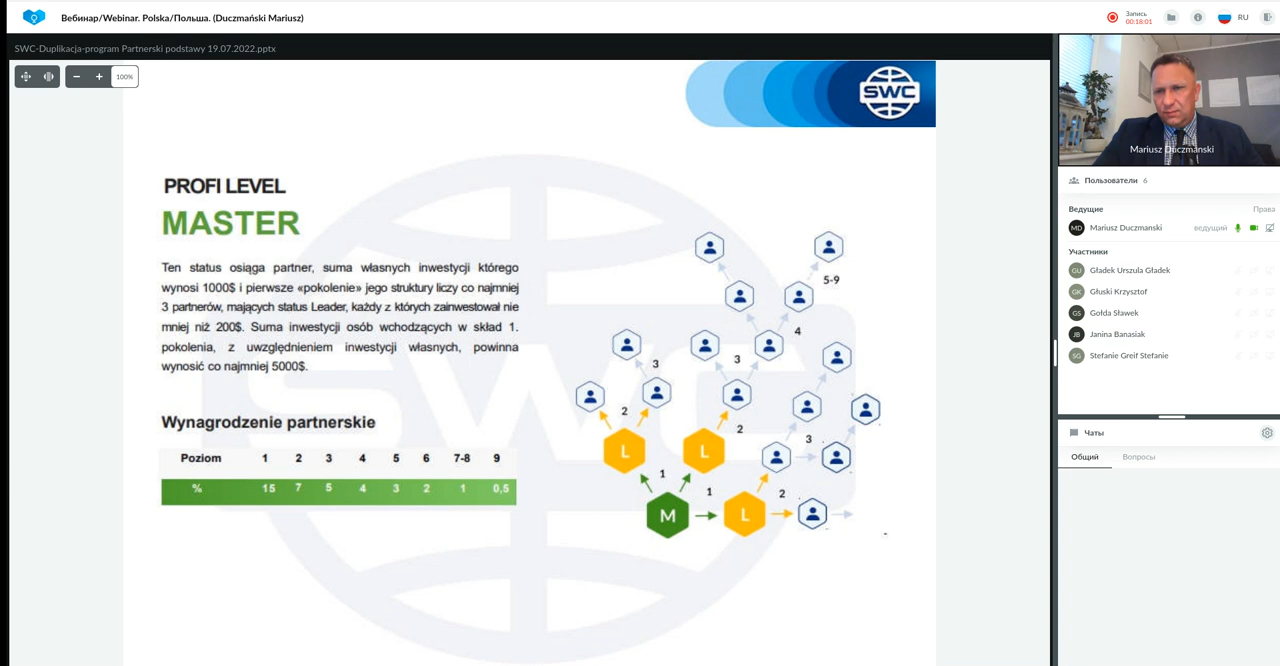 Вебинар/Webinar. Polska/Польша. (Duczmański Mariusz)
Запись
00:18:01
RU
SWC-Duplikacja-program Partnerski podstawy 19.07.2022.pptx
100%
SWC
PROFI LEVEL
MASTER
Ten status osiąga partner, suma własnych inwestycji którego
wynosi 1000$ i pierwsze «pokolenie» jego struktury liczy co najmniej
3 partnerów, mających status Leader, każdy z których zainwestował nie
mniej niż 200$. Suma inwestycji osób wchodzących w skład 1.
pokolenia, z uwzględnieniem inwestycji własnych, powinna
wynosić co najmniej 5000$.
Wynagrodzenie partnerskie
Poziom 1 2 3 4 5 6 7-8 9
% 15 7 5 4 3 2 1 0,5
5-9
4
3
3
2
2
L
L
3
1
1
2
M
L
SWC
Mariusz Duczmanski
Пользователи 6
Ведущие Права
MD Mariusz Duczmanski ведущий
Участники
GU Gładek Urszula Gładek
GK Głuski Krzysztof
GS Gołda Sławek
JB Janina Banasiak
SG Stefanie Greif Stefanie
Чаты
Общий Вопросы